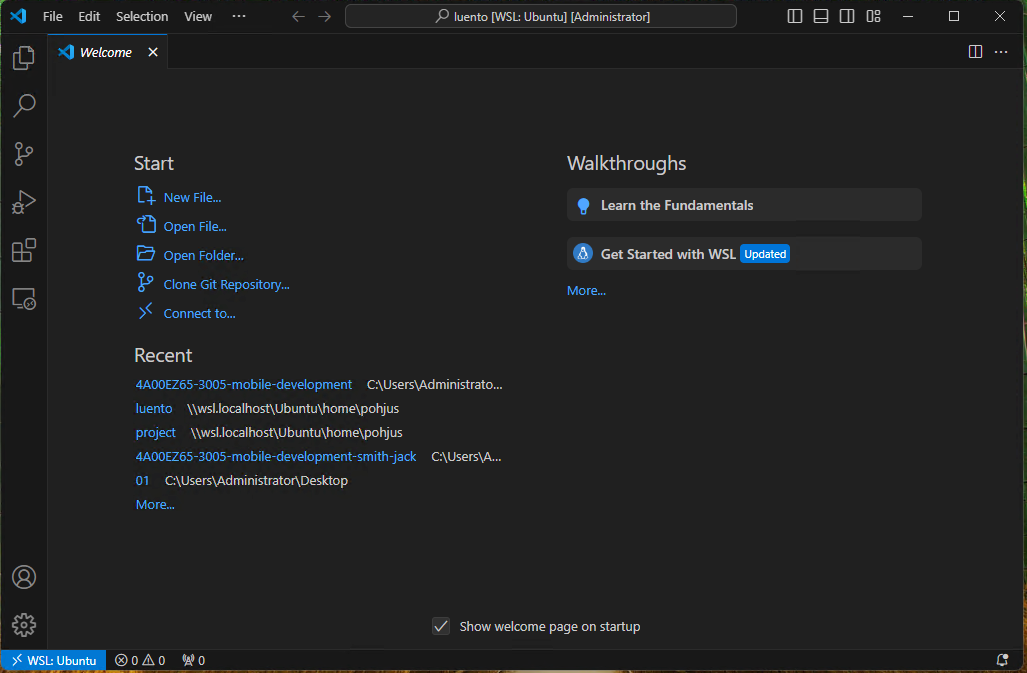 File Edit Selection View ··· luento [WSL: Ubuntu] [Administrator]
Welcome
Start
New File...
Open File...
Open Folder...
Clone Git Repository...
Connect to...
Recent
4A00EZ65-3005-mobile-development C:\Users\Administrato...
luento \\wsl.localhost\Ubuntu\home\pohjus
project \\wsl.localhost\Ubuntu\home\pohjus
4A00EZ65-3005-mobile-development-smith-jack C:\Users\A...
01 C:\Users\Administrator\Desktop
More...
Walkthroughs
Learn the Fundamentals
Get Started with WSL Updated
More...
Show welcome page on startup
WSL: Ubuntu 0 0 0